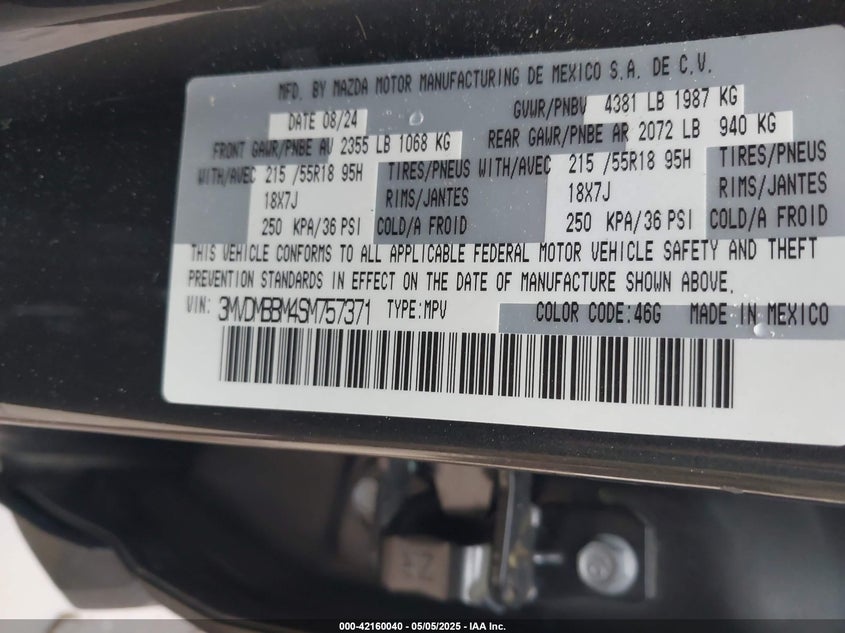 MFD. BY MAZDA MOTOR MANUFACTURING DE MEXICO S.A. DE C.V.
DATE 08/24 GVWR/PNBV 4381 LB 1987 KG
FRONT GAWR/PNBE AV 2355 LB 1068 KG REAR GAWR/PNBE AR 2072 LB 940 KG
WITH/AVEC 215 /55R18 95H TIRES/PNEUS WITH/AVEC 215 /55R18 95H TIRES/PNEUS
18X7J RIMS/JANTES 18X7J RIMS/JANTES
250 KPA/36 PSI COLD/A FROID 250 KPA/36 PSI COLD/A FROID
THIS VEHICLE CONFORMS TO ALL APPLICABLE FEDERAL MOTOR VEHICLE SAFETY AND THEFT
PREVENTION STANDARDS IN EFFECT ON THE DATE OF MANUFACTURE SHOWN ABOVE.
VIN: 3MVDMBBM4SM757371 TYPE:MPV COLOR CODE:46G MADE IN MEXICO
000-42160040 - 05/05/2025 - IAA Inc.